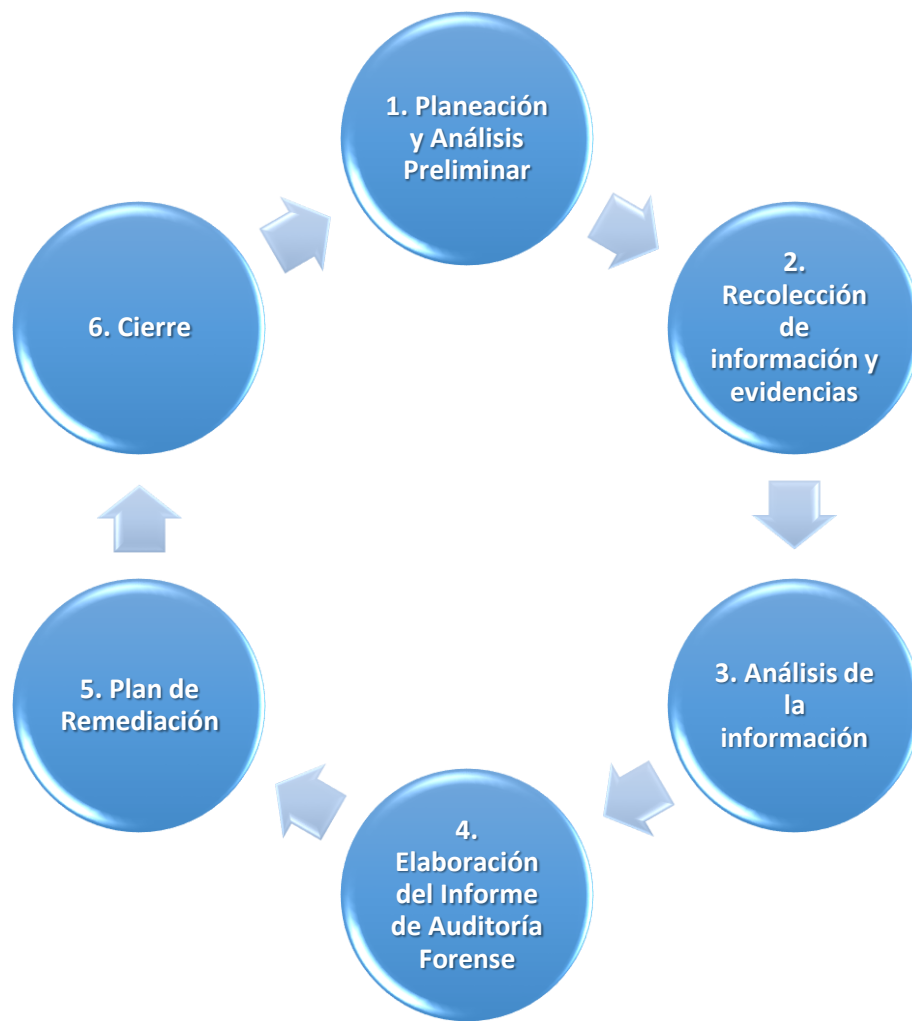 1. Planeación
y Análisis
Preliminar
2.
Recolección
de
información y
evidencias
3. Análisis de
la
información
4.
Elaboración
del Informe
de Auditoría
Forense
5. Plan de
Remediación
6. Cierre